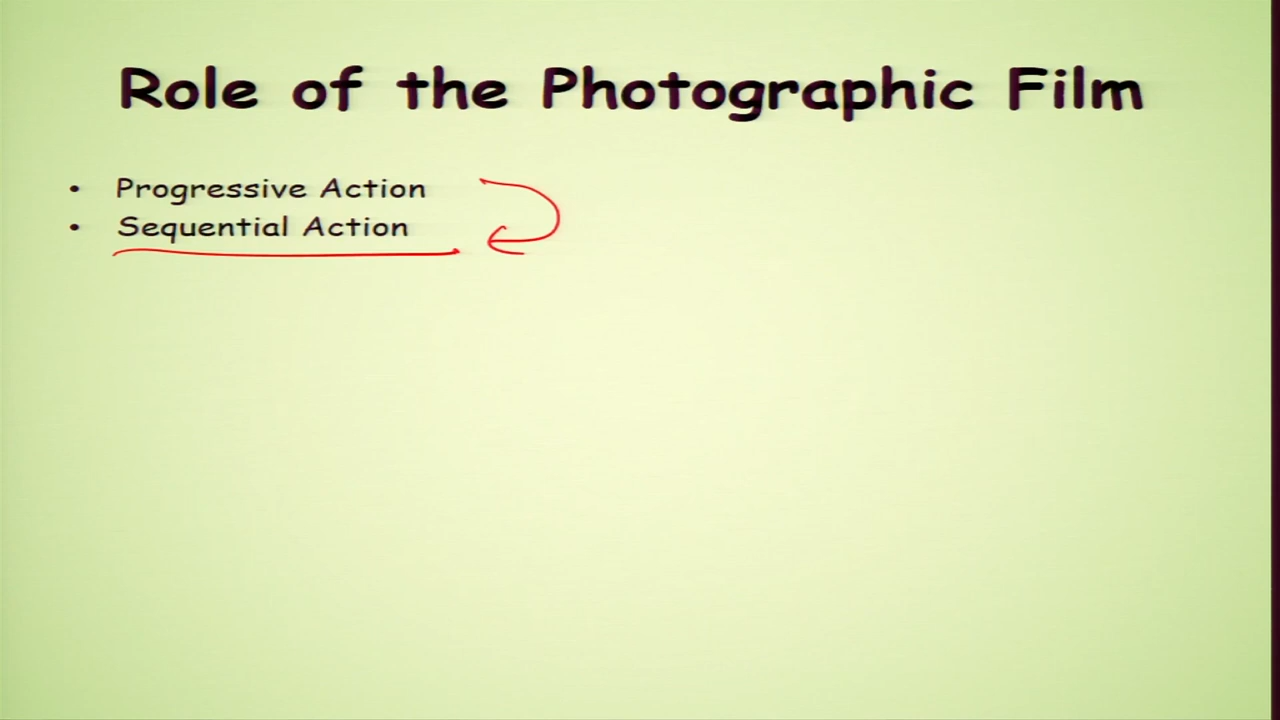 Role of the Photographic Film
• Progressive Action
• Sequential Action